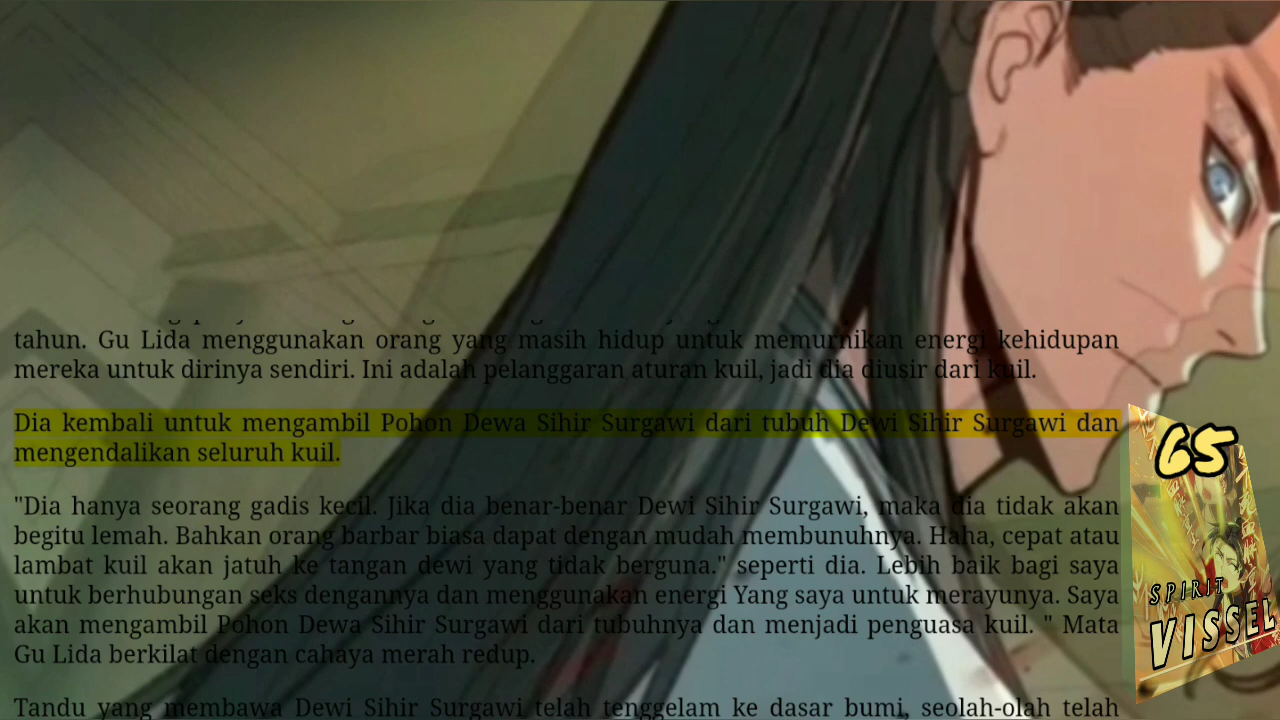 tahun. Gu Lida menggunakan orang yang masih hidup untuk memurnikan energi kehidupan
mereka untuk dirinya sendiri. Ini adalah pelanggaran aturan kuil, jadi dia diusir dari kuil.
Dia kembali untuk mengambil Pohon Dewa Sihir Surgawi dari tubuh Dewi Sihir Surgawi dan
mengendalikan seluruh kuil.
"Dia hanya seorang gadis kecil. Jika dia benar-benar Dewi Sihir Surgawi, maka dia tidak akan
begitu lemah. Bahkan orang barbar biasa dapat dengan mudah membunuhnya. Haha, cepat atau
lambat kuil akan jatuh ke tangan dewi yang tidak berguna." seperti dia. Lebih baik bagi saya
untuk berhubungan seks dengannya dan menggunakan energi Yang saya untuk merayunya. Saya
akan mengambil Pohon Dewa Sihir Surgawi dari tubuhnya dan menjadi penguasa kuil. " Mata
Gu Lida berkilat dengan cahaya merah redup.
Tandu yang membawa Dewi Sihir Surgawi telah tenggelam ke dasar bumi, seolah-olah telah
65
SPIRIT
VISSEL